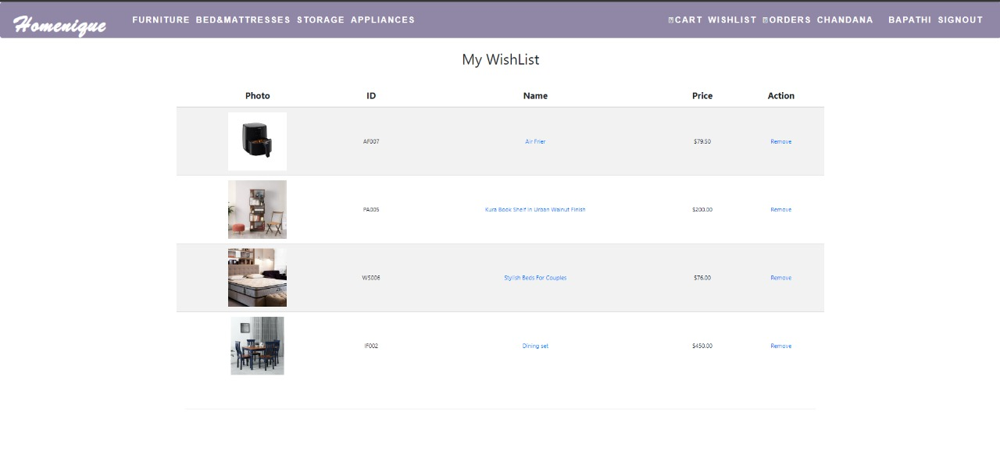 Homenique FURNITURE BED&MATTRESSES STORAGE APPLIANCES CART WISHLIST ORDERS CHANDANA BAPATHI SIGNOUT
My WishList
Photo ID Name Price Action
AF007 Air Frier $79.50 Remove
PA005 Kura Book Shelf In Urban Walnut Finish $200.00 Remove
WS006 Stylish Beds For Couples $76.00 Remove
IF002 Dining set $450.00 Remove